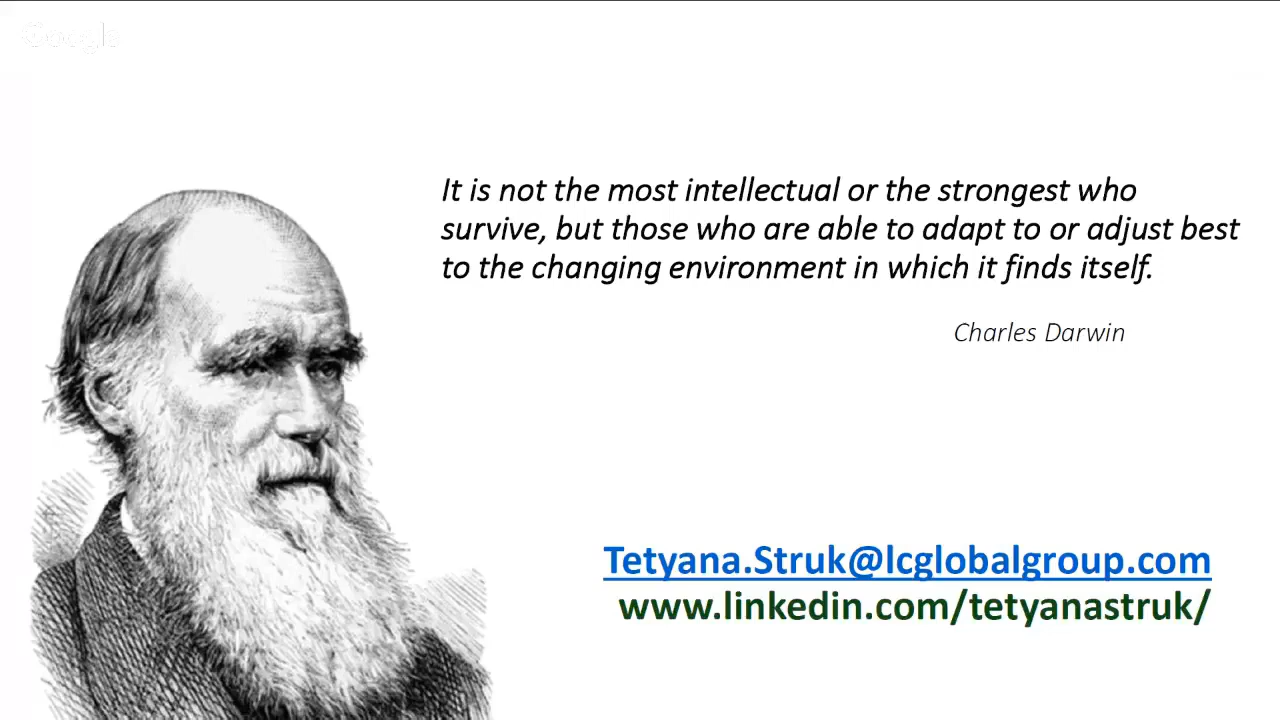 Google
It is not the most intellectual or the strongest who
survive, but those who are able to adapt to or adjust best
to the changing environment in which it finds itself.
Charles Darwin
Tetyana.Struk@lcglobalgroup.com
www.linkedin.com/tetyanastruk/